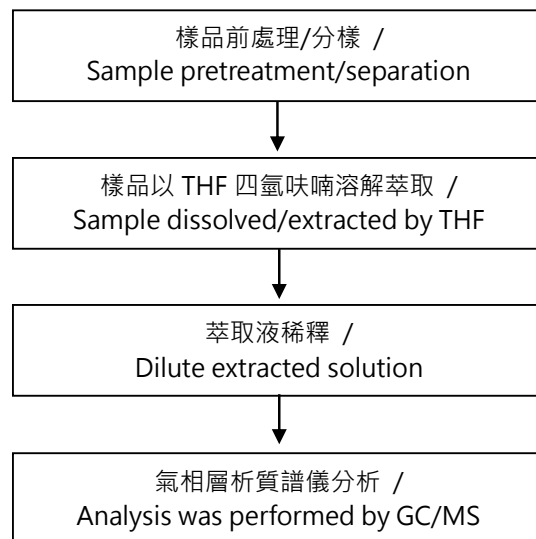 樣品前處理/分樣 /
Sample pretreatment/separation
樣品以 THF 四氫呋喃溶解萃取 /
Sample dissolved/extracted by THF
萃取液稀釋 /
Dilute extracted solution
氣相層析質譜儀分析 /
Analysis was performed by GC/MS